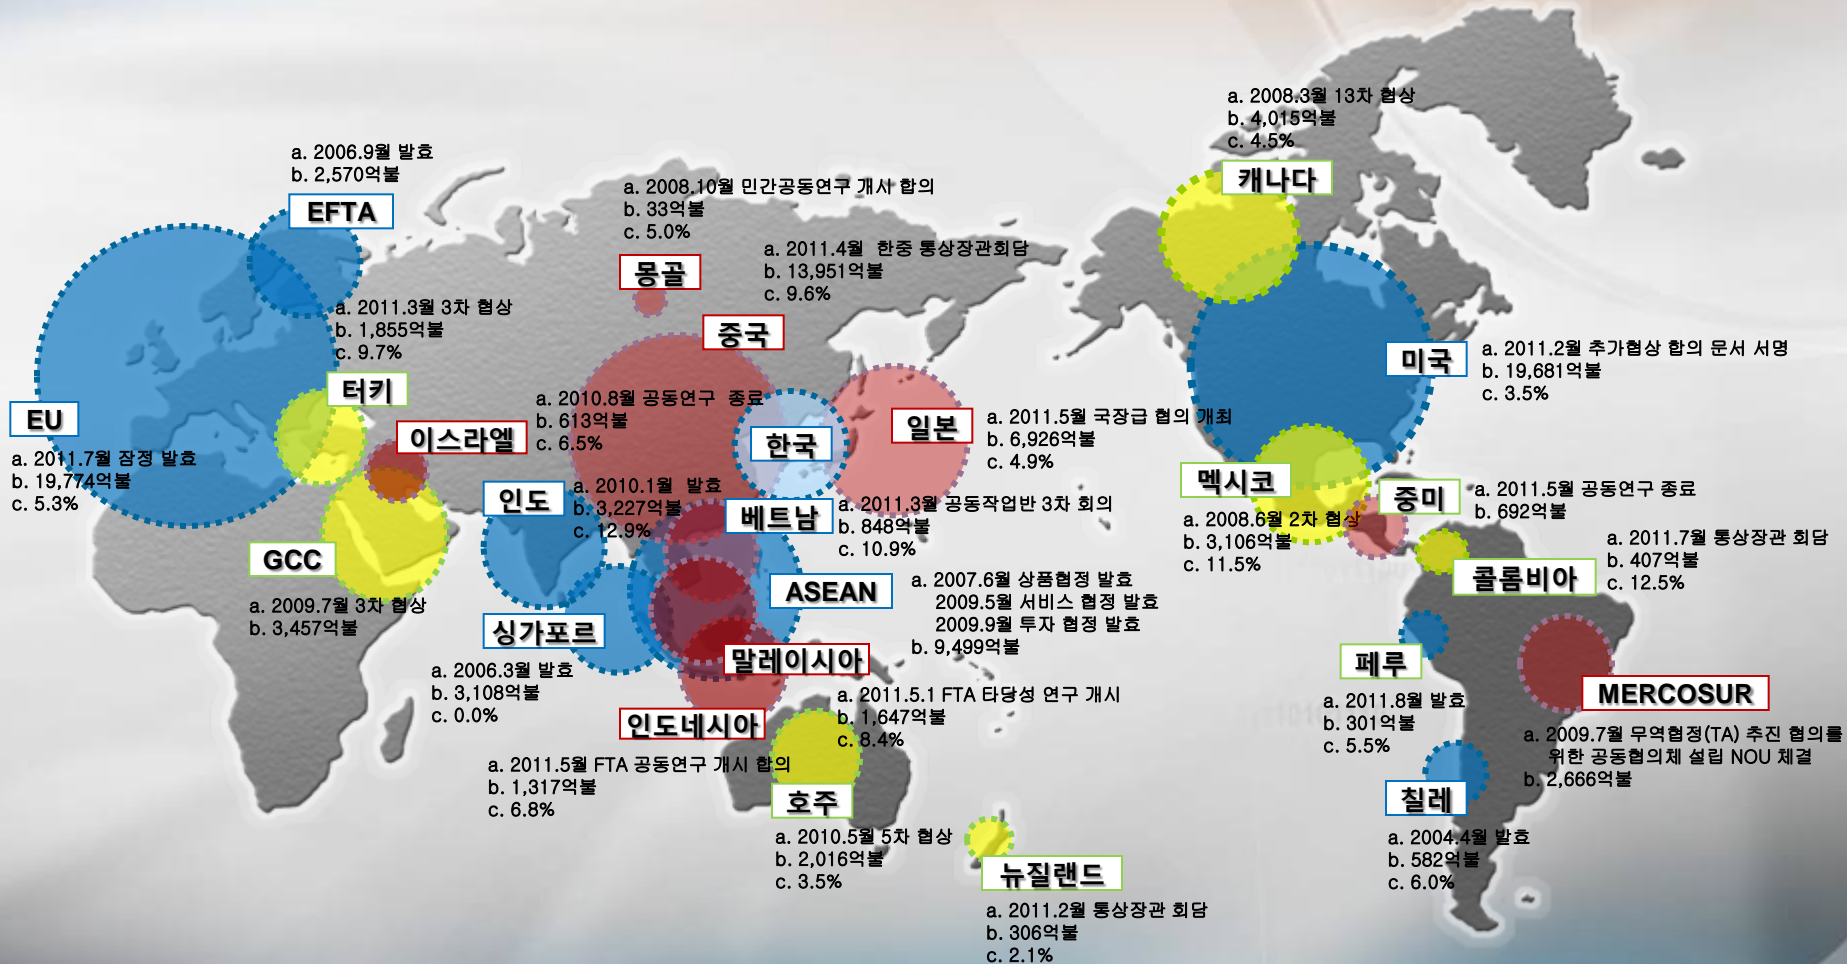 a. 2006.9월 발효
b. 2,570억불
EFTA
a. 2008.10월 민간공동연구 개시 합의
b. 33억불
c. 5.0%
몽골
a. 2011.4월 한중 통상장관회담
b. 13,951억불
c. 9.6%
중국
a. 2008.3월 13차 협상
b. 4,015억불
c. 4.5%
캐나다
a. 2011.3월 3차 협상
b. 1,855억불
c. 9.7%
터키
미국
a. 2011.2월 추가협상 합의 문서 서명
b. 19,681억불
c. 3.5%
EU
a. 2011.7월 잠정 발효
b. 19,774억불
c. 5.3%
이스라엘
a. 2010.8월 공동연구 종료
b. 613억불
c. 6.5%
한국
일본
a. 2011.5월 국장급 협의 개최
b. 6,926억불
c. 4.9%
인도
a. 2010.1월 발효
b. 3,227억불
c. 12.9%
베트남
a. 2011.3월 공동작업반 3차 회의
b. 848억불
c. 10.9%
멕시코
a. 2008.6월 2차 협상
b. 3,106억불
c. 11.5%
중미
a. 2011.5월 공동연구 종료
b. 692억불
GCC
a. 2009.7월 3차 협상
b. 3,457억불
콜롬비아
a. 2011.7월 통상장관 회담
b. 407억불
c. 12.5%
ASEAN
a. 2007.6월 상품협정 발효
2009.5월 서비스 협정 발효
2009.9월 투자 협정 발효
b. 9,499억불
싱가포르
a. 2006.3월 발효
b. 3,108억불
c. 0.0%
말레이시아
a. 2011.5.1 FTA 타당성 연구 개시
b. 1,647억불
c. 8.4%
페루
a. 2011.8월 발효
b. 301억불
c. 5.5%
MERCOSUR
a. 2009.7월 무역협정(TA) 추진 협의를
위한 공동협의체 설립 NOU 체결
b. 2,666억불
인도네시아
a. 2011.5월 FTA 공동연구 개시 합의
b. 1,317억불
c. 6.8%
호주
a. 2010.5월 5차 협상
b. 2,016억불
c. 3.5%
칠레
a. 2004.4월 발효
b. 582억불
c. 6.0%
뉴질랜드
a. 2011.2월 통상장관 회담
b. 306억불
c. 2.1%